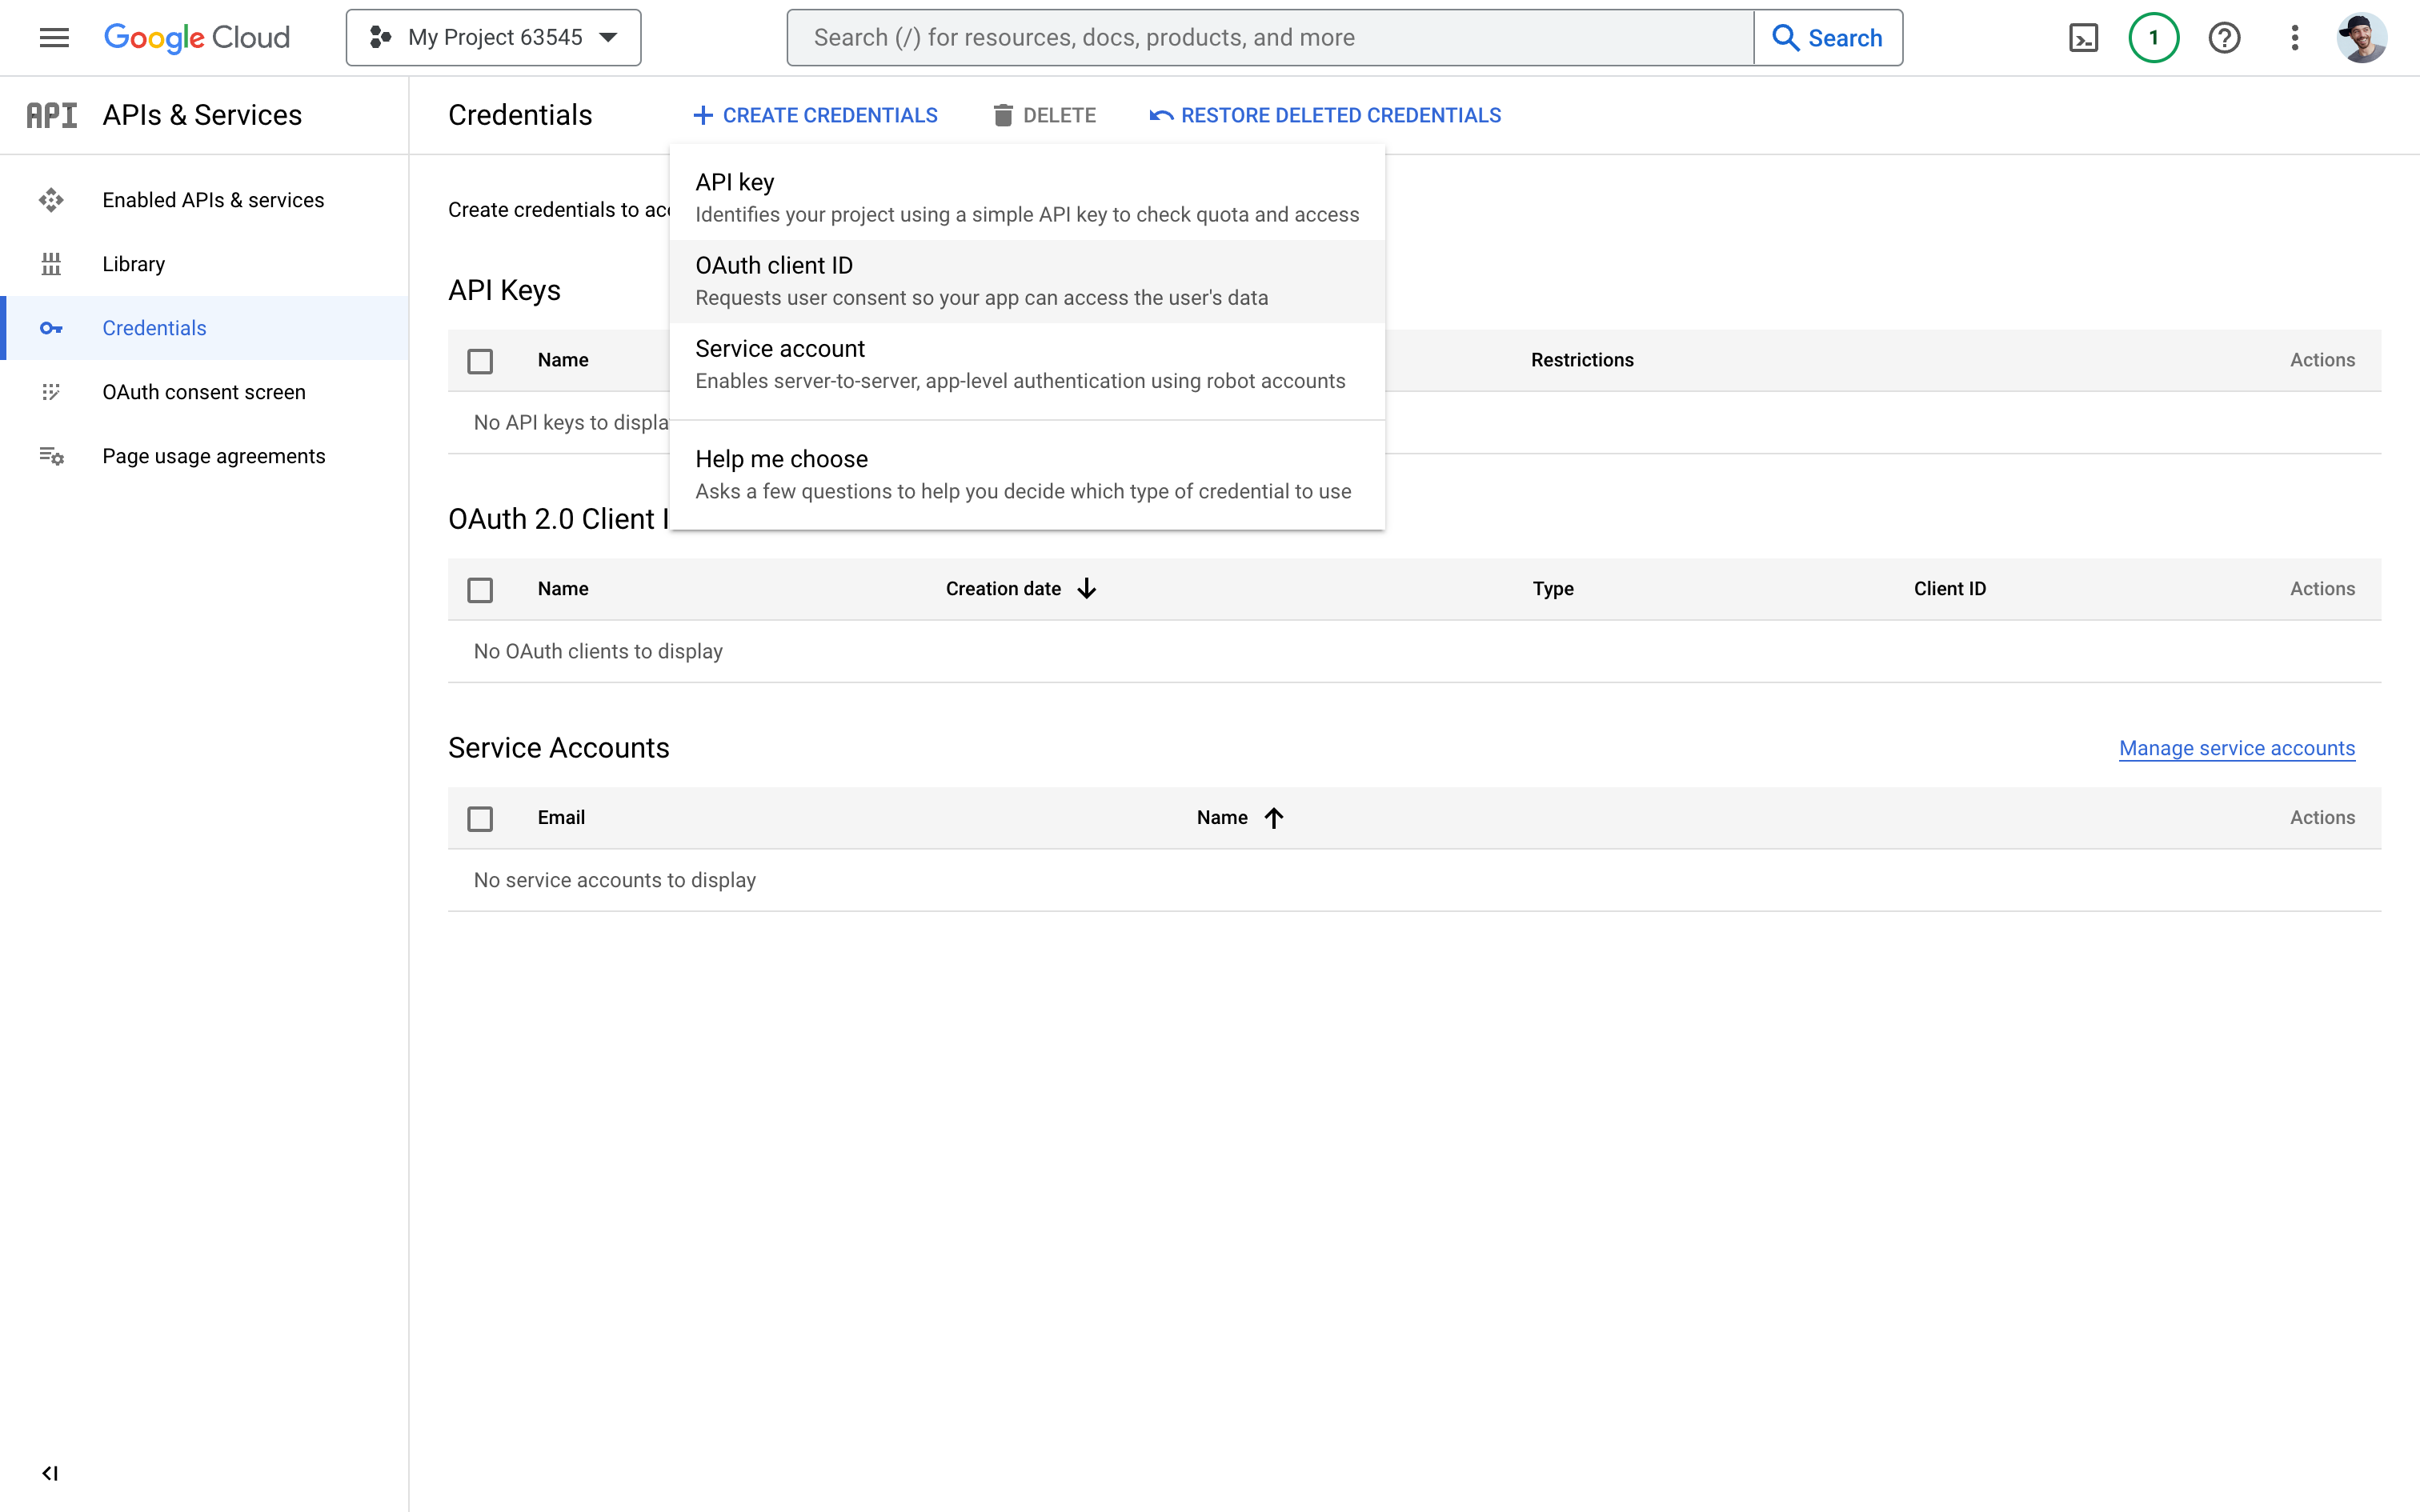 Google Cloud
My Project 63545
Search (/) for resources, docs, products, and more
Search
1
API
APIs & Services
Credentials
CREATE CREDENTIALS
DELETE
RESTORE DELETED CREDENTIALS
Enabled APIs & services
Library
Credentials
OAuth consent screen
Page usage agreements
Create credentials to acc
API key
Identifies your project using a simple API key to check quota and access
OAuth client ID
Requests user consent so your app can access the user's data
Service account
Enables server-to-server, app-level authentication using robot accounts
Help me choose
Asks a few questions to help you decide which type of credential to use
API Keys
Name
Restrictions
Actions
No API keys to displa
OAuth 2.0 Client I
Name
Creation date
Type
Client ID
Actions
No OAuth clients to display
Service Accounts
Manage service accounts
Email
Name
Actions
No service accounts to display